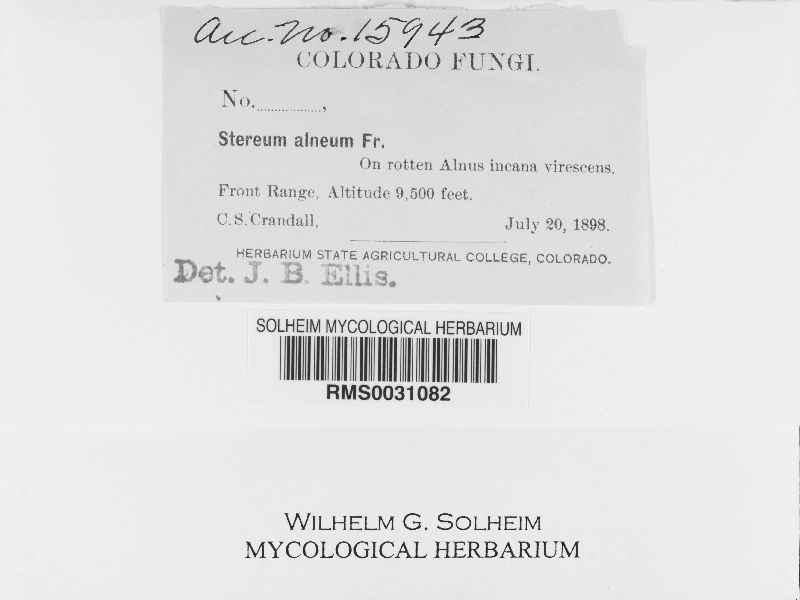 Acc. No. 15943
COLORADO FUNGI.
No..................,
Stereum alneum Fr.
On rotten Alnus incana virescens.
Front Range, Altitude 9,500 feet.
C. S. Crandall, July 20, 1898.
HERBARIUM STATE AGRICULTURAL COLLEGE, COLORADO.
Det. J. B. Ellis.
SOLHEIM MYCOLOGICAL HERBARIUM
RMS0031082
WILHELM G. SOLHEIM
MYCOLOGICAL HERBARIUM